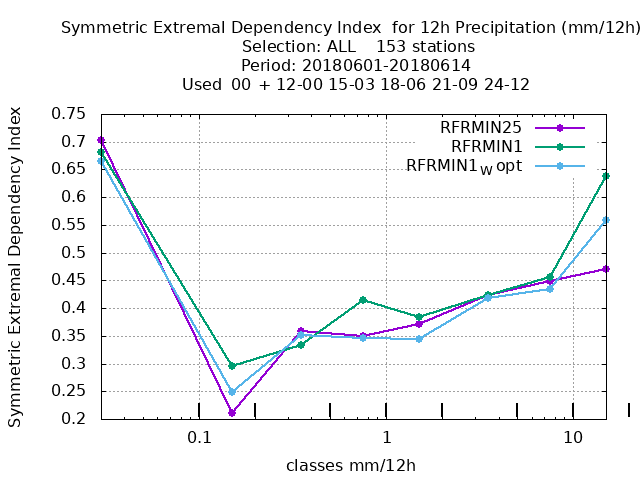 Symmetric Extremal Dependency Index  for 12h Precipitation (mm/12h)
Selection: ALL    153 stations
Period: 20180601-20180614
Used  00 + 12-00 15-03 18-06 21-09 24-12
Symmetric Extremal Dependency Index
0.75
0.7
0.65
0.6
0.55
0.5
0.45
0.4
0.35
0.3
0.25
0.2
RFRMIN25
RFRMIN1
RFRMIN1w opt
0.1
1
10
classes mm/12h